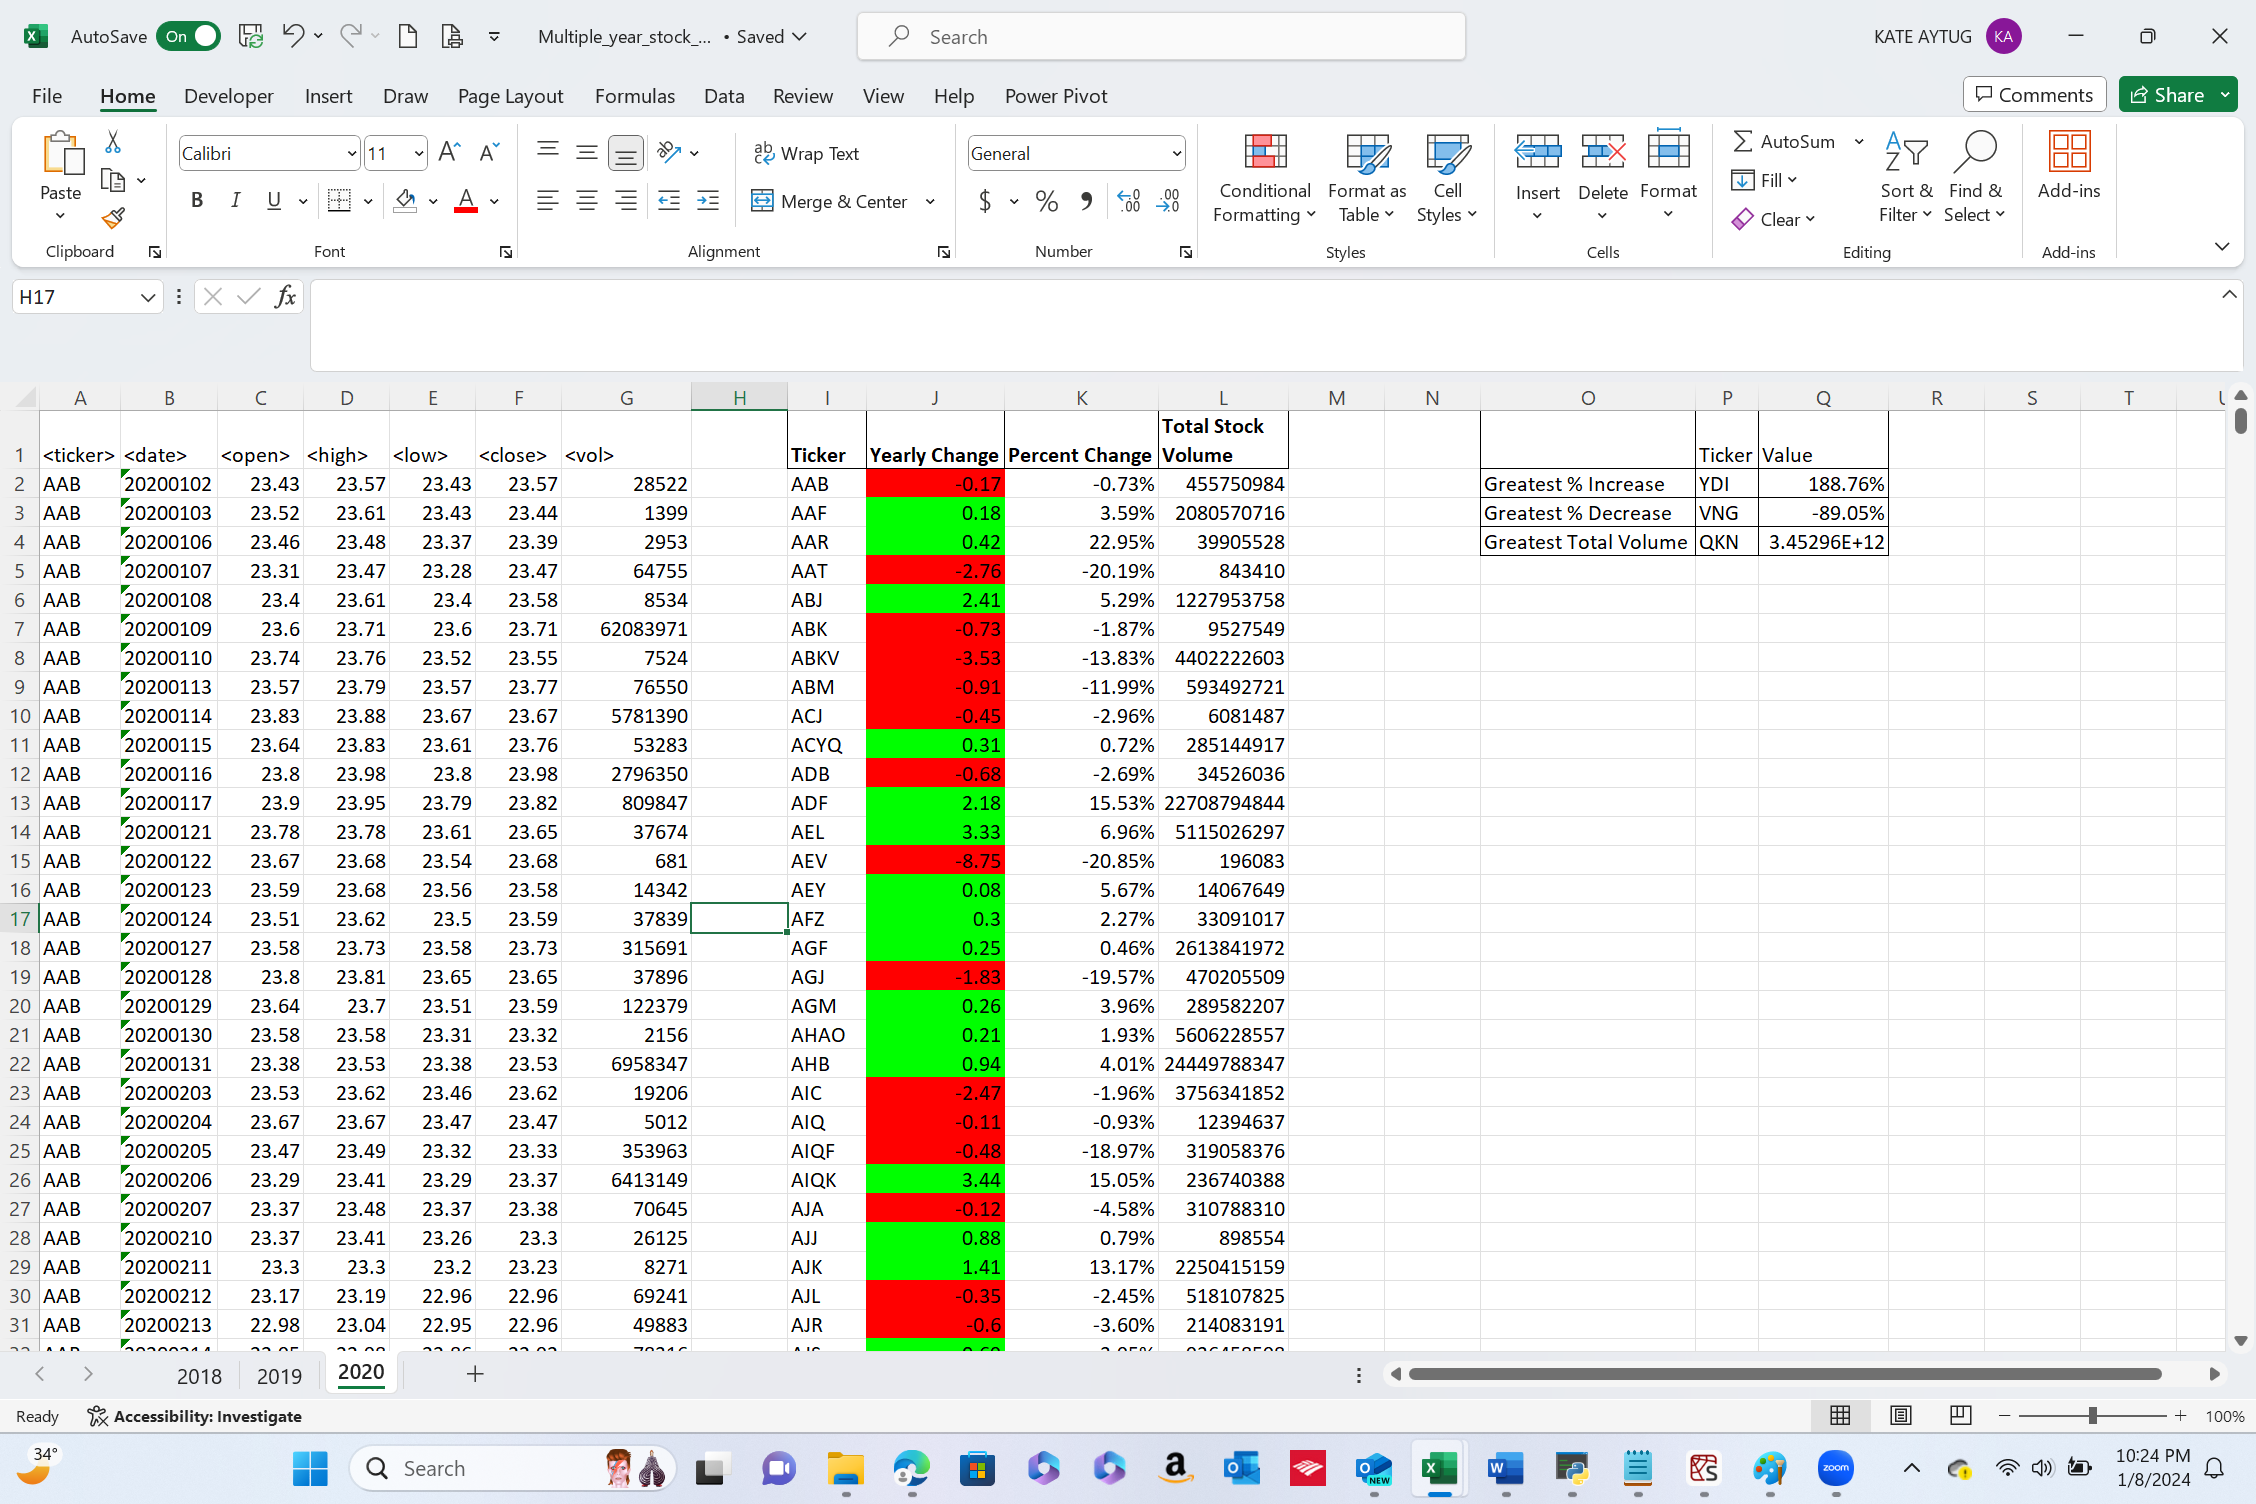 AutoSave On Multiple_year_stock_... • Saved Search KATE AYTUG KA
File Home Developer Insert Draw Page Layout Formulas Data Review View Help Power Pivot Comments Share
Paste Calibri 11 Wrap Text General Conditional Formatting Format as Table Cell Styles Insert Delete Format AutoSum Fill Clear Sort & Filter Find & Select Add-ins
B I U A Merge & Center $ % 9
Clipboard Font Alignment Number Styles Cells Editing Add-ins
H17 fx
A B C D E F G H I J K L M N O P Q R S T
1 <ticker> <date> <open> <high> <low> <close> <vol> Ticker Yearly Change Percent Change Total Stock Volume Ticker Value
2 AAB 20200102 23.43 23.57 23.43 23.57 28522 AAB -0.17 -0.73% 455750984 Greatest % Increase YDI 188.76%
3 AAB 20200103 23.52 23.61 23.43 23.44 1399 AAF 0.18 3.59% 2080570716 Greatest % Decrease VNG -89.05%
4 AAB 20200106 23.46 23.48 23.37 23.39 2953 AAR 0.42 22.95% 39905528 Greatest Total Volume QKN 3.45296E+12
5 AAB 20200107 23.31 23.47 23.28 23.47 64755 AAT -2.76 -20.19% 843410
6 AAB 20200108 23.4 23.61 23.4 23.58 8534 ABJ 2.41 5.29% 1227953758
7 AAB 20200109 23.6 23.71 23.6 23.71 62083971 ABK -0.73 -1.87% 9527549
8 AAB 20200110 23.74 23.76 23.52 23.55 7524 ABKV -3.53 -13.83% 4402222603
9 AAB 20200113 23.57 23.79 23.57 23.77 76550 ABM -0.91 -11.99% 593492721
10 AAB 20200114 23.83 23.88 23.67 23.67 5781390 ACJ -0.45 -2.96% 6081487
11 AAB 20200115 23.64 23.83 23.61 23.76 53283 ACYQ 0.31 0.72% 285144917
12 AAB 20200116 23.8 23.98 23.8 23.98 2796350 ADB -0.68 -2.69% 34526036
13 AAB 20200117 23.9 23.95 23.79 23.82 809847 ADF 2.18 15.53% 22708794844
14 AAB 20200121 23.78 23.78 23.61 23.65 37674 AEL 3.33 6.96% 5115026297
15 AAB 20200122 23.67 23.68 23.54 23.68 681 AEV -8.75 -20.85% 196083
16 AAB 20200123 23.59 23.68 23.56 23.58 14342 AEY 0.08 5.67% 14067649
17 AAB 20200124 23.51 23.62 23.5 23.59 37839 AFZ 0.3 2.27% 33091017
18 AAB 20200127 23.58 23.73 23.58 23.73 315691 AGF 0.25 0.46% 2613841972
19 AAB 20200128 23.8 23.81 23.65 23.65 37896 AGJ -1.83 -19.57% 470205509
20 AAB 20200129 23.64 23.7 23.51 23.59 122379 AGM 0.26 3.96% 289582207
21 AAB 20200130 23.58 23.58 23.31 23.32 2156 AHAO 0.21 1.93% 5606228557
22 AAB 20200131 23.38 23.53 23.38 23.53 6958347 AHB 0.94 4.01% 24449788347
23 AAB 20200203 23.53 23.62 23.46 23.62 19206 AIC -2.47 -1.96% 3756341852
24 AAB 20200204 23.67 23.67 23.47 23.47 5012 AIQ -0.11 -0.93% 12394637
25 AAB 20200205 23.47 23.49 23.32 23.33 353963 AIQF -0.48 -18.97% 319058376
26 AAB 20200206 23.29 23.41 23.29 23.37 6413149 AIQK 3.44 15.05% 236740388
27 AAB 20200207 23.37 23.48 23.37 23.38 70645 AJA -0.12 -4.58% 310788310
28 AAB 20200210 23.37 23.41 23.26 23.3 26125 AJJ 0.88 0.79% 898554
29 AAB 20200211 23.3 23.3 23.2 23.23 8271 AJK 1.41 13.17% 2250415159
30 AAB 20200212 23.17 23.19 22.96 22.96 69241 AJL -0.35 -2.45% 518107825
31 AAB 20200213 22.98 23.04 22.95 22.96 49883 AJR -0.6 -3.60% 214083191
2018 2019 2020
Ready Accessibility: Investigate 100%
34° Search 10:24 PM
1/8/2024